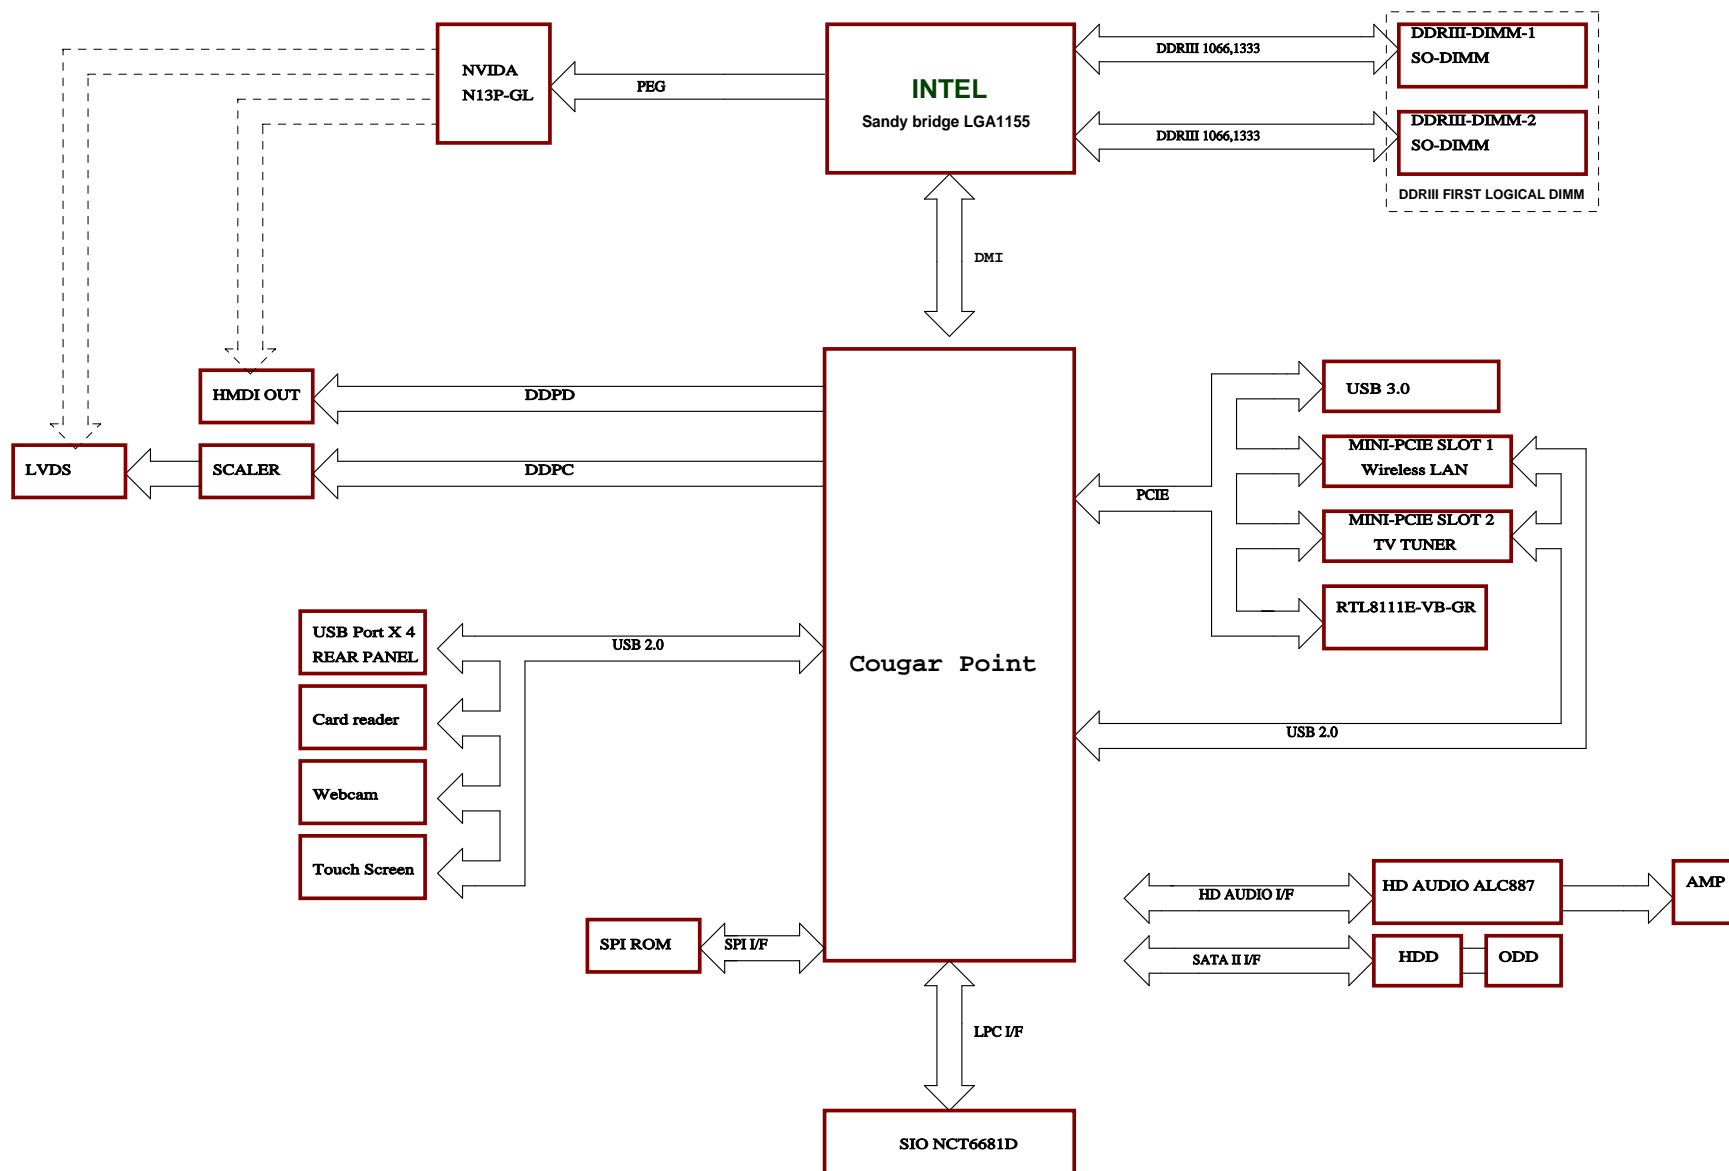 NVIDA
N13P-GL
PEG
INTEL
Sandy bridge LGA1155
DDRIII 1066,1333
DDRIII-DIMM-1
SO-DIMM
DDRIII 1066,1333
DDRIII-DIMM-2
SO-DIMM
DDRIII FIRST LOGICAL DIMM
DMI
HMDI OUT
DDPD
USB 3.0
LVDS
SCALER
DDPC
MINI-PCIE SLOT 1
Wireless LAN
PCIE
MINI-PCIE SLOT 2
TV TUNER
RTL8111E-VB-GR
USB Port X 4
REAR PANEL
USB 2.0
Cougar Point
Card reader
USB 2.0
Webcam
Touch Screen
HD AUDIO I/F
HD AUDIO ALC887
AMP
SPI ROM
SPI I/F
SATA II I/F
HDD
ODD
LPC I/F
SIO NCT6681D